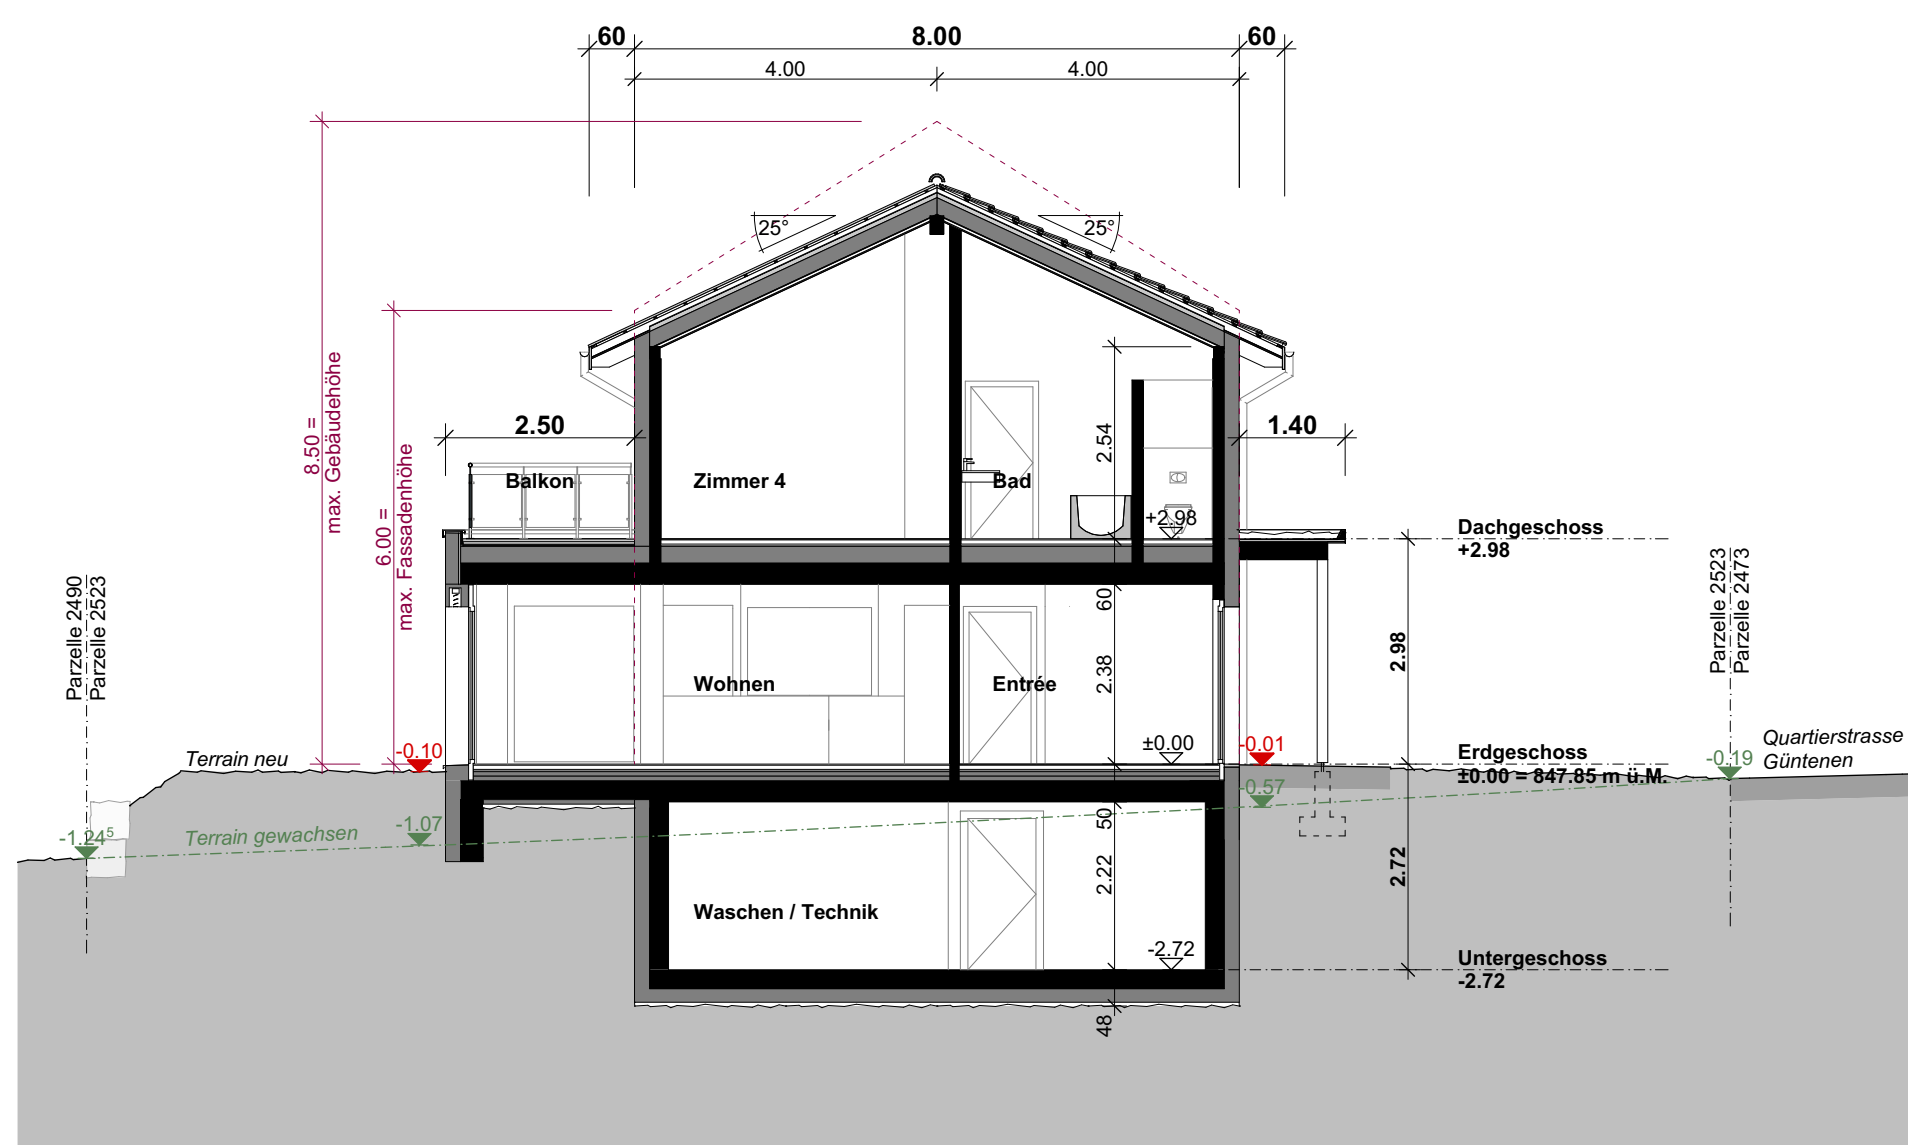 60
8.00
60
4.00
4.00
25°
25°
8.50 =
max. Gebäudehöhe
6.00 =
max. Fassadenhöhe
2.50
1.40
2.54
Balkon
Zimmer 4
Bad
+2.98
Dachgeschoss
+2.98
Parzelle 2490
Parzelle 2523
Parzelle 2523
Parzelle 2473
60
2.98
2.38
Wohnen
Entrée
Terrain neu
-0.10
±0.00
-0.01
Erdgeschoss
±0.00 = 847.85 m ü.M.
-0.19
Quartierstrasse
Güntenen
-0.57
-1.24⁵
Terrain gewachsen
-1.07
50
2.22
2.72
Waschen / Technik
-2.72
Untergeschoss
-2.72
48